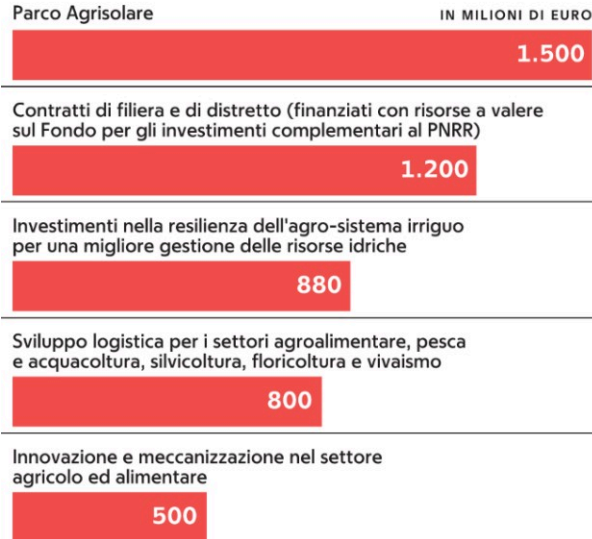 Parco Agrisolare IN MILIONI DI EURO
1.500
Contratti di filiera e di distretto (finanziati con risorse a valere
sul Fondo per gli investimenti complementari al PNRR)
1.200
Investimenti nella resilienza dell'agro-sistema irriguo
per una migliore gestione delle risorse idriche
880
Sviluppo logistica per i settori agroalimentare, pesca
e acquacoltura, silvicoltura, floricoltura e vivaismo
800
Innovazione e meccanizzazione nel settore
agricolo ed alimentare
500